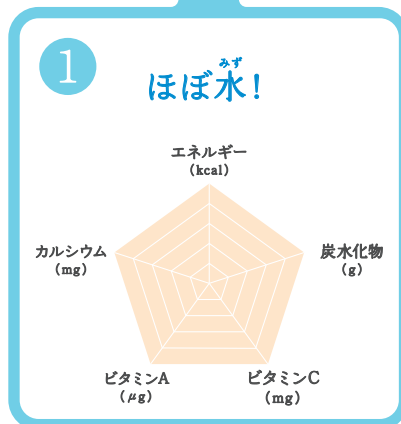 1
みず
ほぼ水!
エネルギー
(kcal)
カルシウム
(mg)
炭水化物
(g)
ビタミンA
(μg)
ビタミンC
(mg)